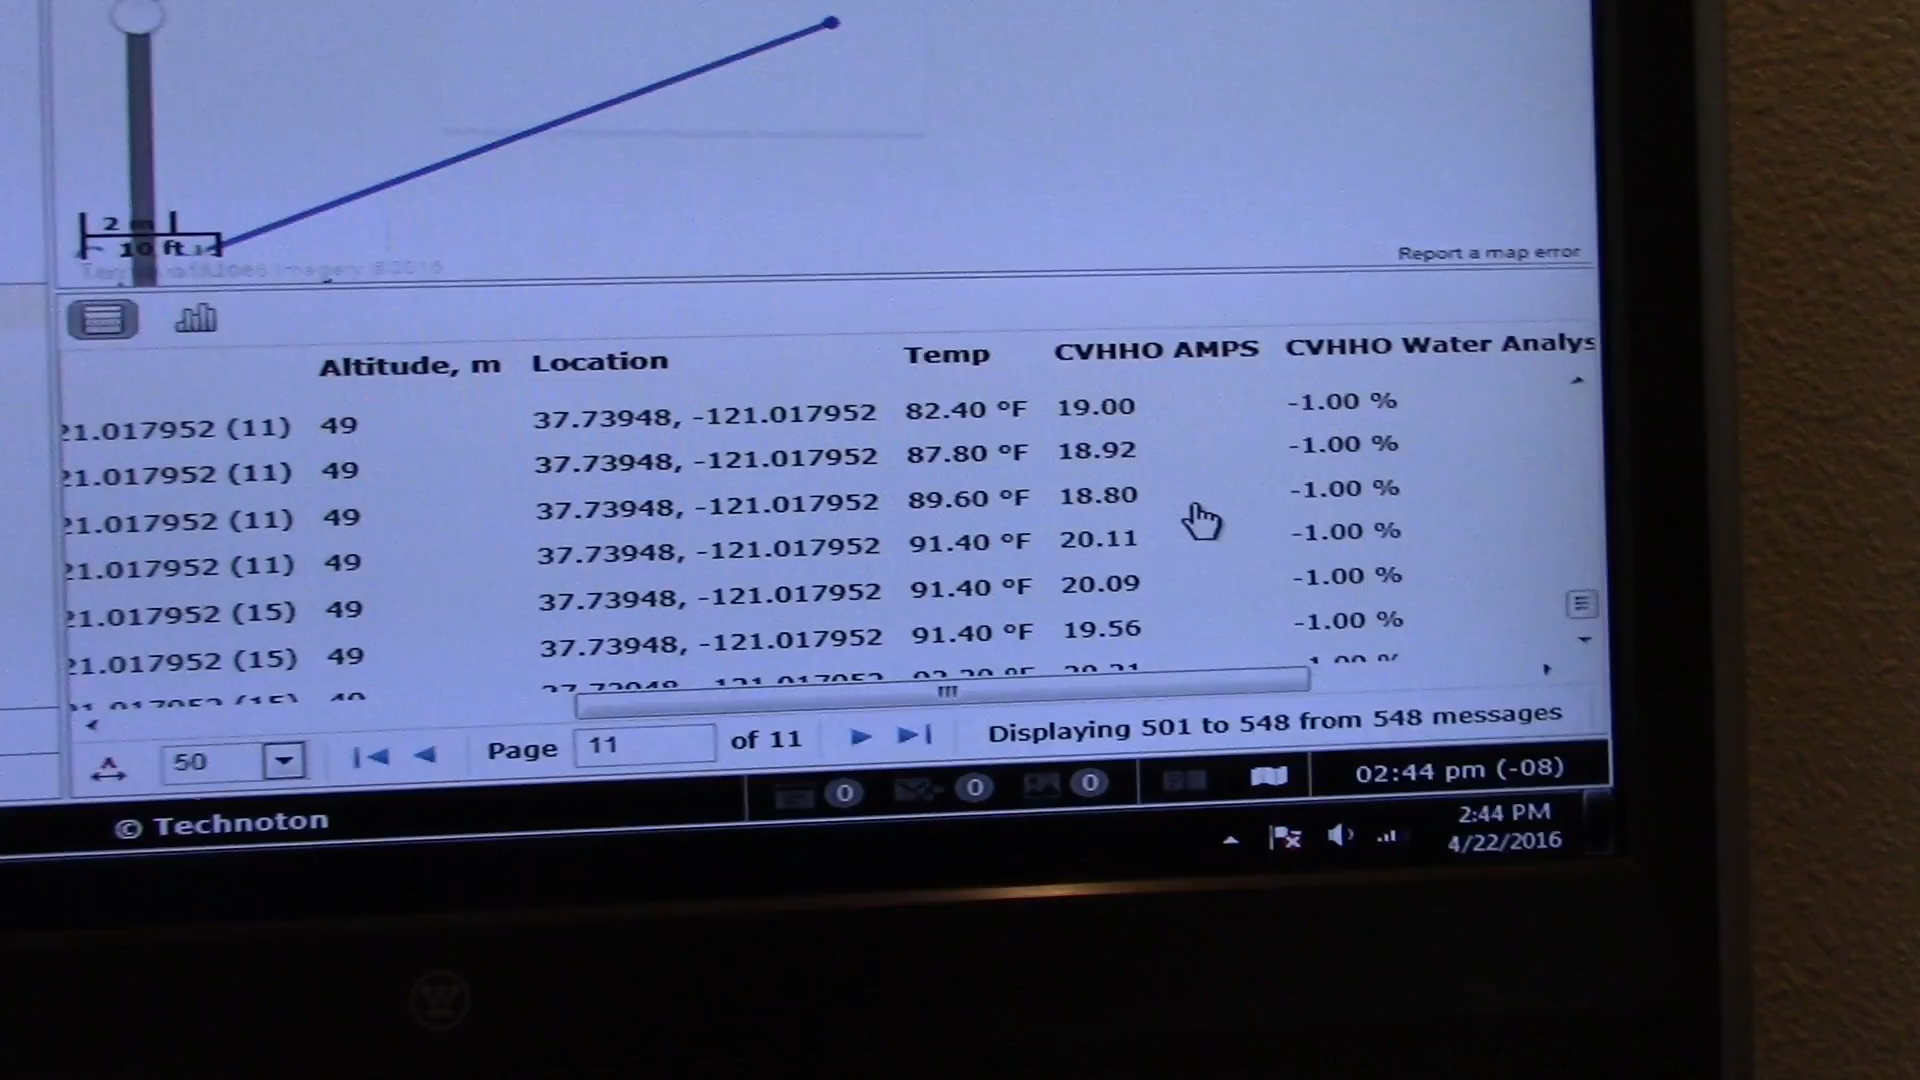 2 m
10 ft
Report a map error
Altitude, m Location Temp CVHHO AMPS CVHHO Water Analys
21.017952 (11) 49 37.73948, -121.017952 82.40 °F 19.00 -1.00 %
21.017952 (11) 49 37.73948, -121.017952 87.80 °F 18.92 -1.00 %
21.017952 (11) 49 37.73948, -121.017952 89.60 °F 18.80 -1.00 %
21.017952 (11) 49 37.73948, -121.017952 91.40 °F 20.11 -1.00 %
21.017952 (15) 49 37.73948, -121.017952 91.40 °F 20.09 -1.00 %
21.017952 (15) 49 37.73948, -121.017952 91.40 °F 19.56 -1.00 %
50 Page 11 of 11 Displaying 501 to 548 from 548 messages
0 0 0 02:44 pm (-08)
© Technoton
2:44 PM
4/22/2016